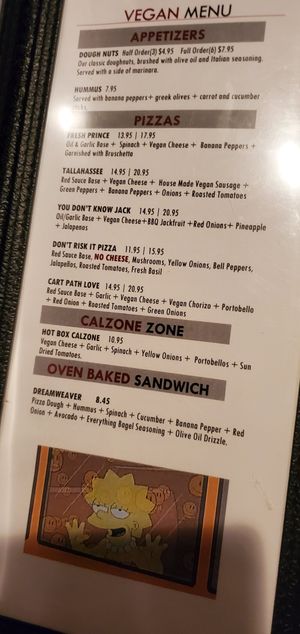 VEGAN MENU
APPETIZERS
DOUGH NUTS Half Order(3) $4.95 Full Order(6) $7.95
Our classic doughnuts, brushed with olive oil and Italian seasoning.
Served with a side of marinara.
HUMMUS 7.95
Served with banana peppers+ greek olives + carrot and cucumber
sticks.
PIZZAS
FRESH PRINCE 13.95 | 17.95
Oil & Garlic Base + Spinach + Vegan Cheese + Banana Peppers +
Garnished with Bruschetta
TALLAHASSEE 14.95 | 20.95
Red Sauce Base + Vegan Cheese + House Made Vegan Sausage +
Green Peppers + Banana Peppers + Onions + Roasted Tomatoes
YOU DON'T KNOW JACK 14.95 | 20.95
Oil/Garlic Base + Vegan Cheese+BBQ Jackfruit +Red Onions+ Pineapple
+ Jalapenos
DON'T RISK IT PIZZA 11.95 | 15.95
Red Sauce Base, NO CHEESE, Mushrooms, Yellow Onions, Bell Peppers,
Jalapeños, Roasted Tomatoes, Fresh Basil
CART PATH LOVE 14.95 | 20.95
Red Sauce Base + Garlic + Vegan Cheese + Vegan Chorizo + Portobello
+ Red Onion + Roasted Tomatoes + Green Onions
CALZONE ZONE
HOT BOX CALZONE 10.95
Vegan Cheese + Garlic + Spinach + Yellow Onions + Portobellos + Sun
Dried Tomatoes.
OVEN BAKED SANDWICH
DREAMWEAVER 8.45
Pizza Dough + Hummus + Spinach + Cucumber + Banana Pepper + Red
Onion + Avocado + Everything Bagel Seasoning + Olive Oil Drizzle.